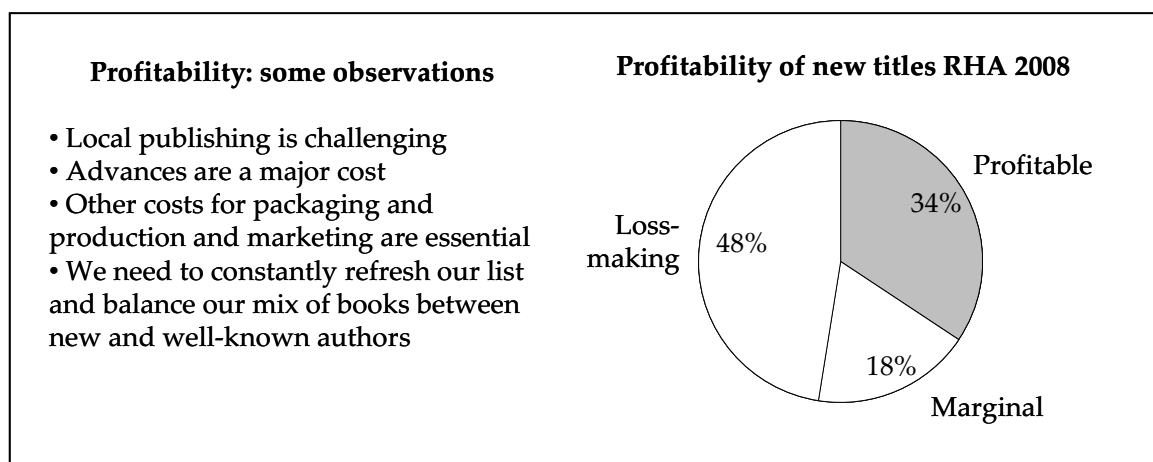 Profitability: some observations
• Local publishing is challenging
• Advances are a major cost
• Other costs for packaging and
production and marketing are essential
• We need to constantly refresh our list
and balance our mix of books between
new and well-known authors
Profitability of new titles RHA 2008
Profitable
34%
Loss-
making
48%
18%
Marginal